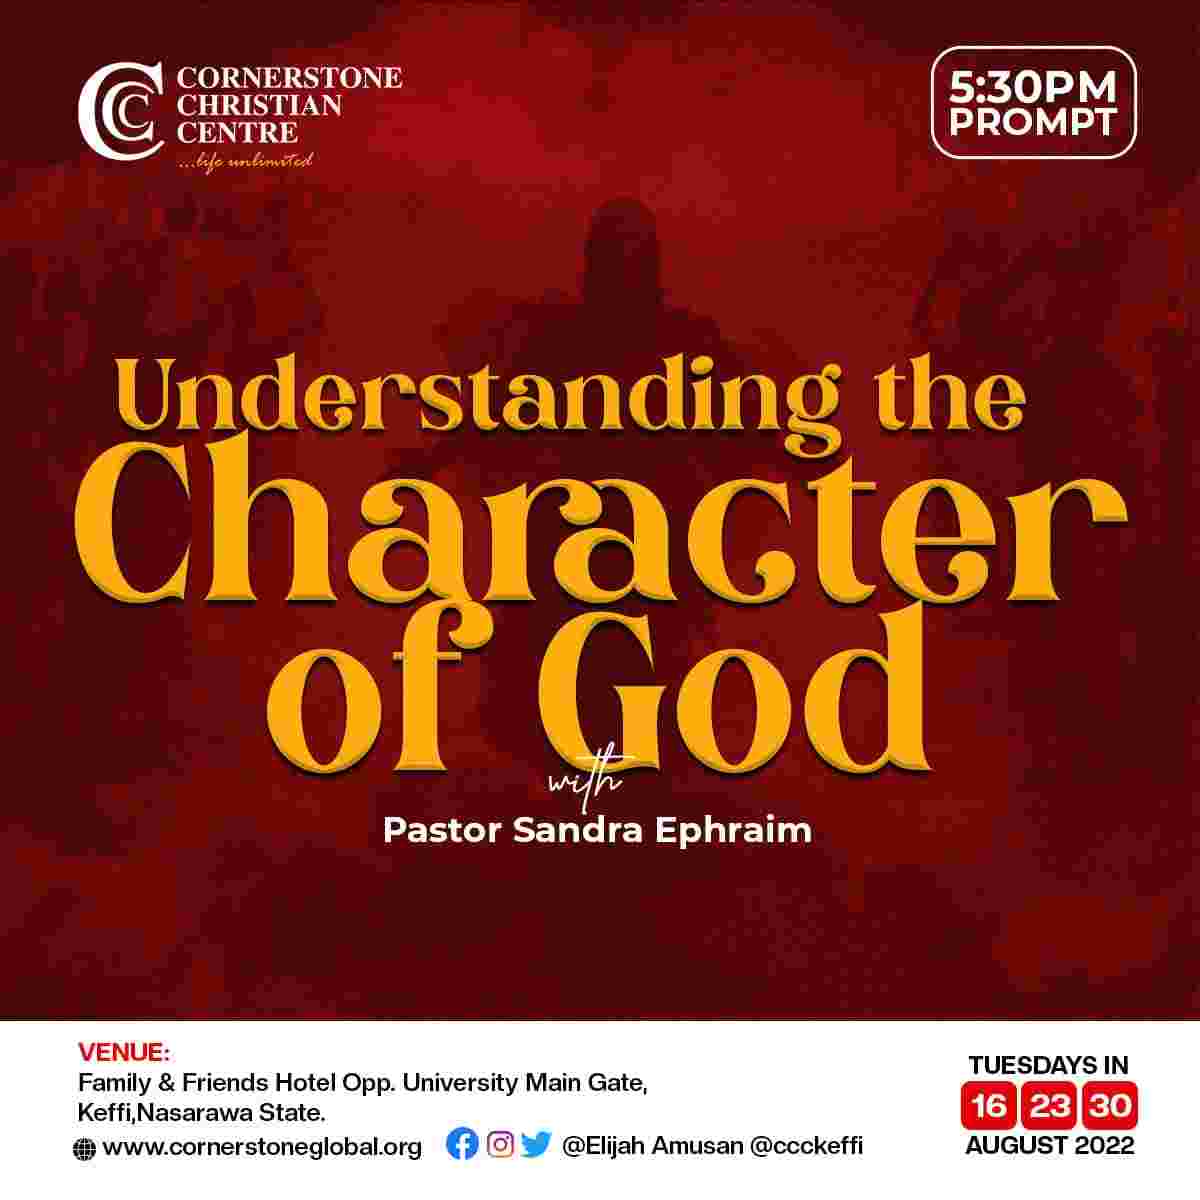 CORNERSTONE
CHRISTIAN
CENTRE
...life unlimited
5:30PM
PROMPT
Understanding the
Character
of God
with
Pastor Sandra Ephraim
VENUE:
Family & Friends Hotel Opp. University Main Gate,
Keffi,Nasarawa State.
www.cornerstoneglobal.org
@Elijah Amusan @ccckeffi
TUESDAYS IN
16 23 30
AUGUST 2022